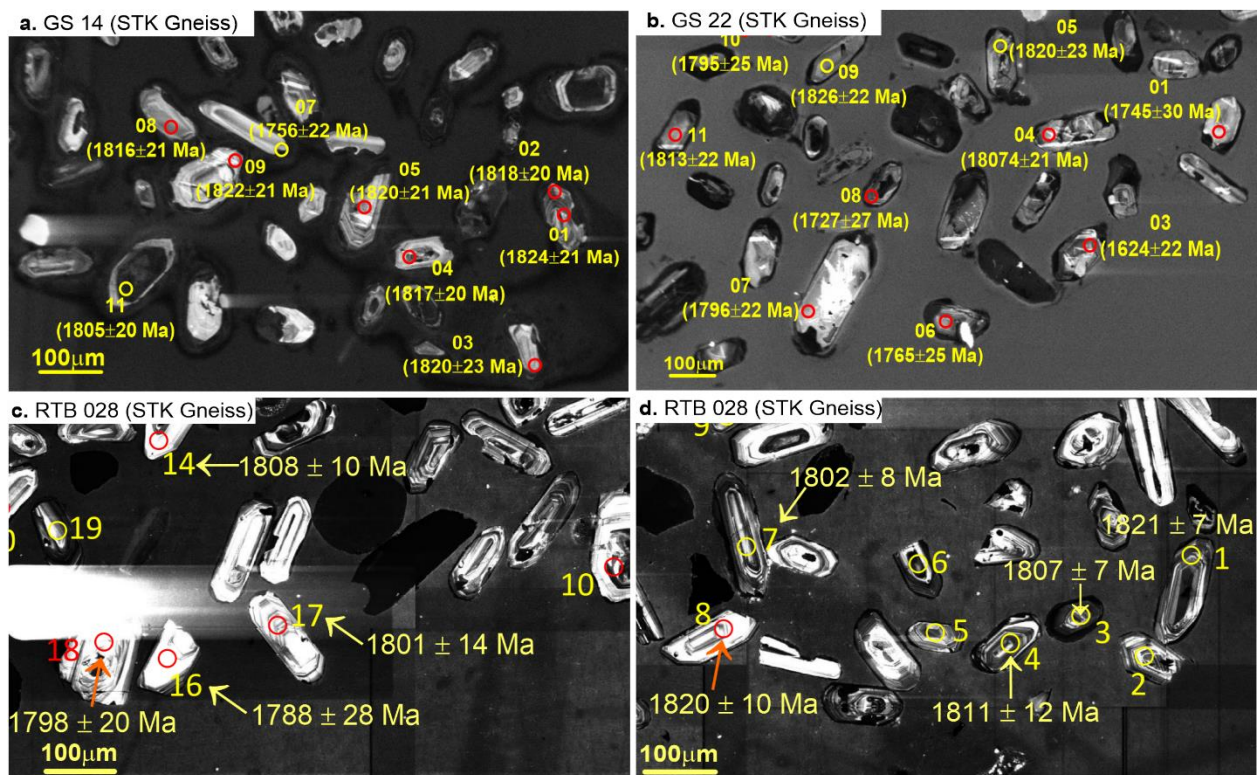 a. GS 14 (STK Gneiss)
07
(1756±22 Ma)
08
(1816±21 Ma)
09
(1822±21 Ma)
05
(1820±21 Ma)
02
(1818±20 Ma)
01
(1824±21 Ma)
04
(1817±20 Ma)
11
(1805±20 Ma)
03
(1820±23 Ma)
100μm
b. GS 22 (STK Gneiss)
10
(1795±25 Ma)
09
(1826±22 Ma)
05
(1820±23 Ma)
01
(1745±30 Ma)
11
(1813±22 Ma)
04
(18074±21 Ma)
08
(1727±27 Ma)
03
(1624±22 Ma)
07
(1796±22 Ma)
06
(1765±25 Ma)
100μm
c. RTB 028 (STK Gneiss)
14
1808 ± 10 Ma
19
10
17
1801 ± 14 Ma
18
16
1798 ± 20 Ma
1788 ± 28 Ma
100μm
d. RTB 028 (STK Gneiss)
9
1802 ± 8 Ma
7
1821 ± 7 Ma
1
6
1807 ± 7 Ma
8
5
3
4
2
1820 ± 10 Ma
1811 ± 12 Ma
100μm